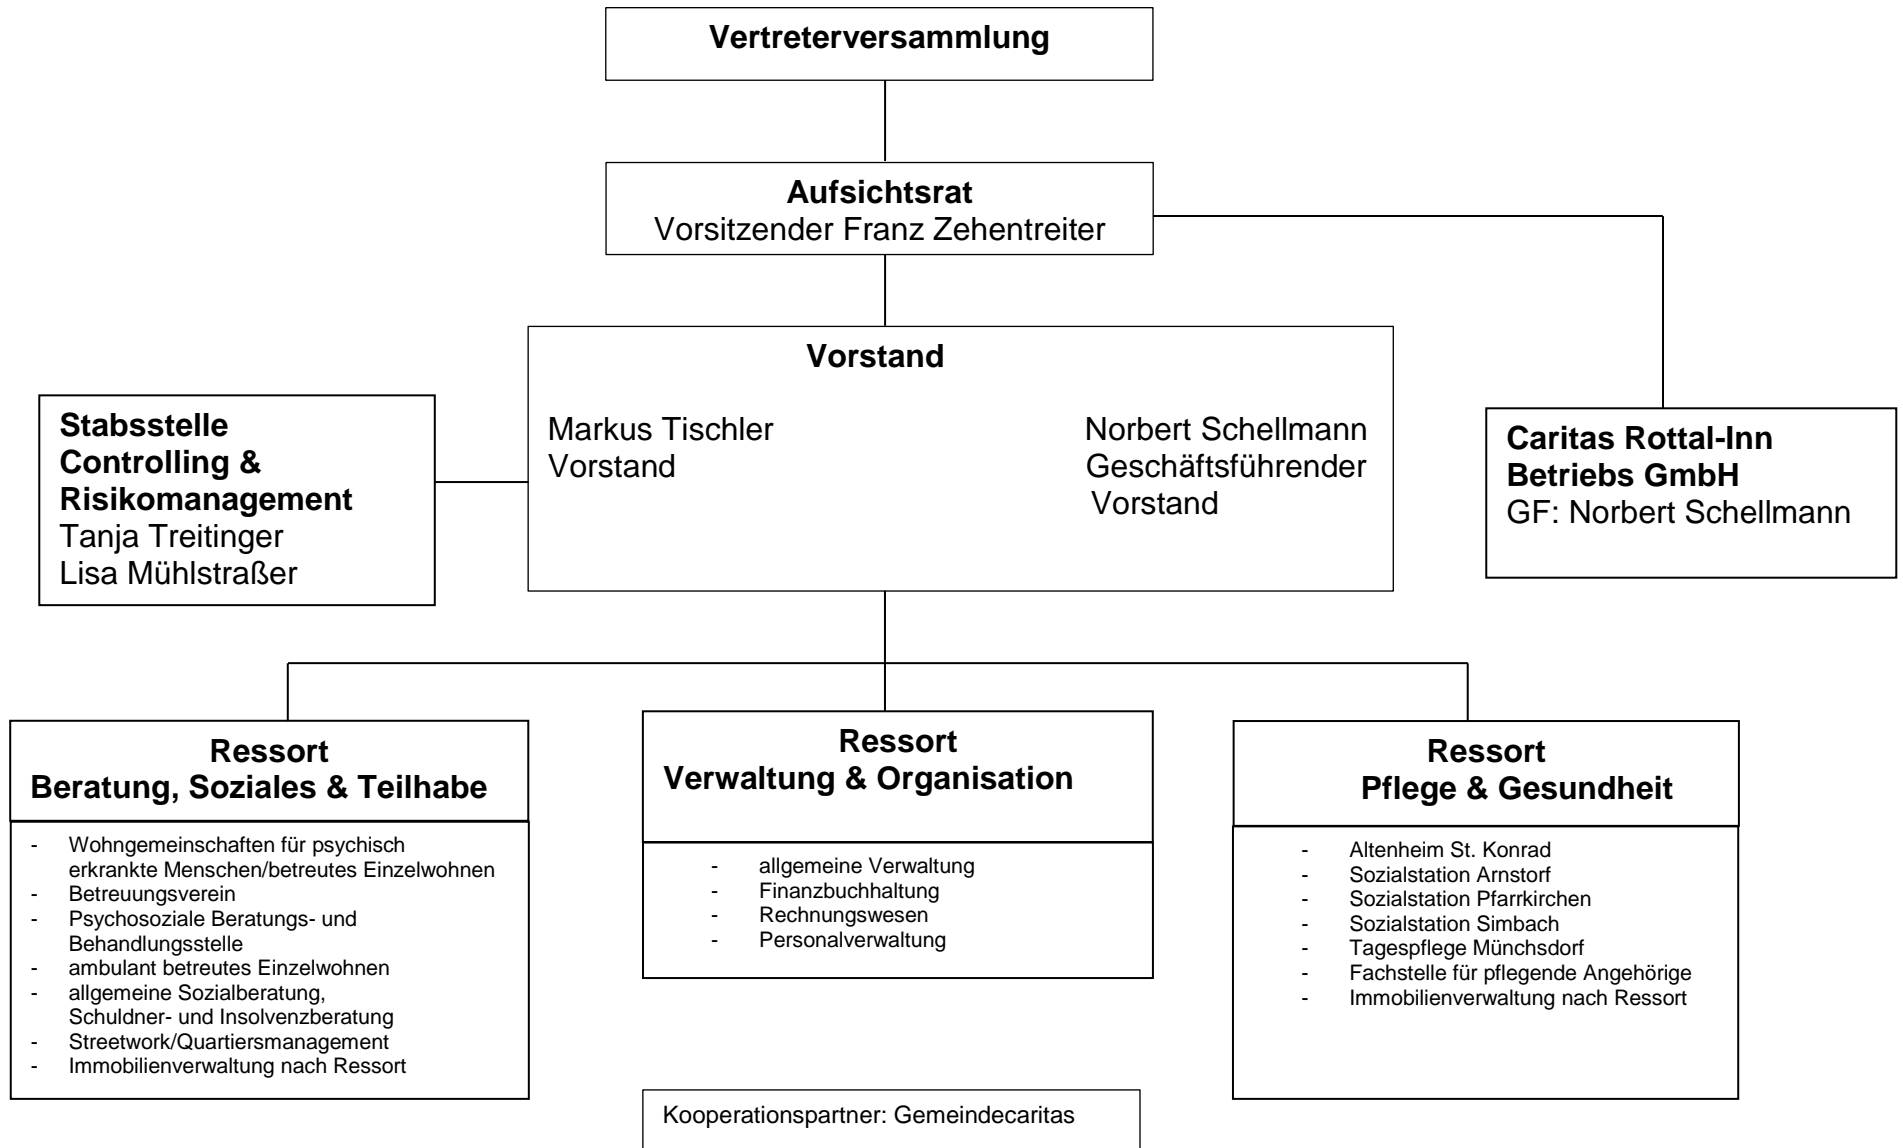 Vertreterversammlung
Aufsichtsrat
Vorsitzender Franz Zehentreiter
Vorstand
Markus Tischler
Vorstand
Norbert Schellmann
Geschäftsführender
Vorstand
Stabsstelle
Controlling &
Risikomanagement
Tanja Treitinger
Lisa Mühlstraßer
Caritas Rottal-Inn
Betriebs GmbH
GF: Norbert Schellmann
Ressort
Beratung, Soziales & Teilhabe
- Wohngemeinschaften für psychisch
erkrankte Menschen/betreutes Einzelwohnen
- Betreuungsverein
- Psychosoziale Beratungs- und
Behandlungsstelle
- ambulant betreutes Einzelwohnen
- allgemeine Sozialberatung,
Schuldner- und Insolvenzberatung
- Streetwork/Quartiersmanagement
- Immobilienverwaltung nach Ressort
Ressort
Verwaltung & Organisation
- allgemeine Verwaltung
- Finanzbuchhaltung
- Rechnungswesen
- Personalverwaltung
Ressort
Pflege & Gesundheit
- Altenheim St. Konrad
- Sozialstation Arnstorf
- Sozialstation Pfarrkirchen
- Sozialstation Simbach
- Tagespflege Münchsdorf
- Fachstelle für pflegende Angehörige
- Immobilienverwaltung nach Ressort
Kooperationspartner: Gemeindecaritas